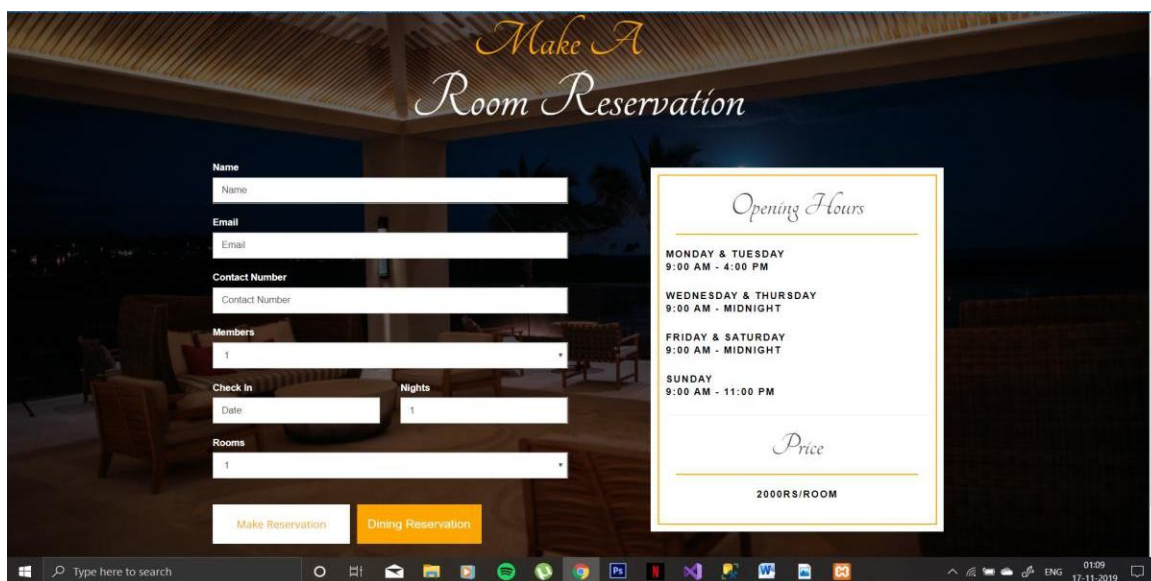 Make A
Room Reservation
Name
Name
Email
Email
Contact Number
Contact Number
Members
1
Check In
Nights
Date
1
Rooms
1
Make Reservation
Dining Reservation
Opening Hours
MONDAY & TUESDAY
9:00 AM - 4:00 PM
WEDNESDAY & THURSDAY
9:00 AM - MIDNIGHT
FRIDAY & SATURDAY
9:00 AM - MIDNIGHT
SUNDAY
9:00 AM - 11:00 PM
Price
2000RS/ROOM
Type here to search
Ps
N
W
ENG
01:09
17-11-2019